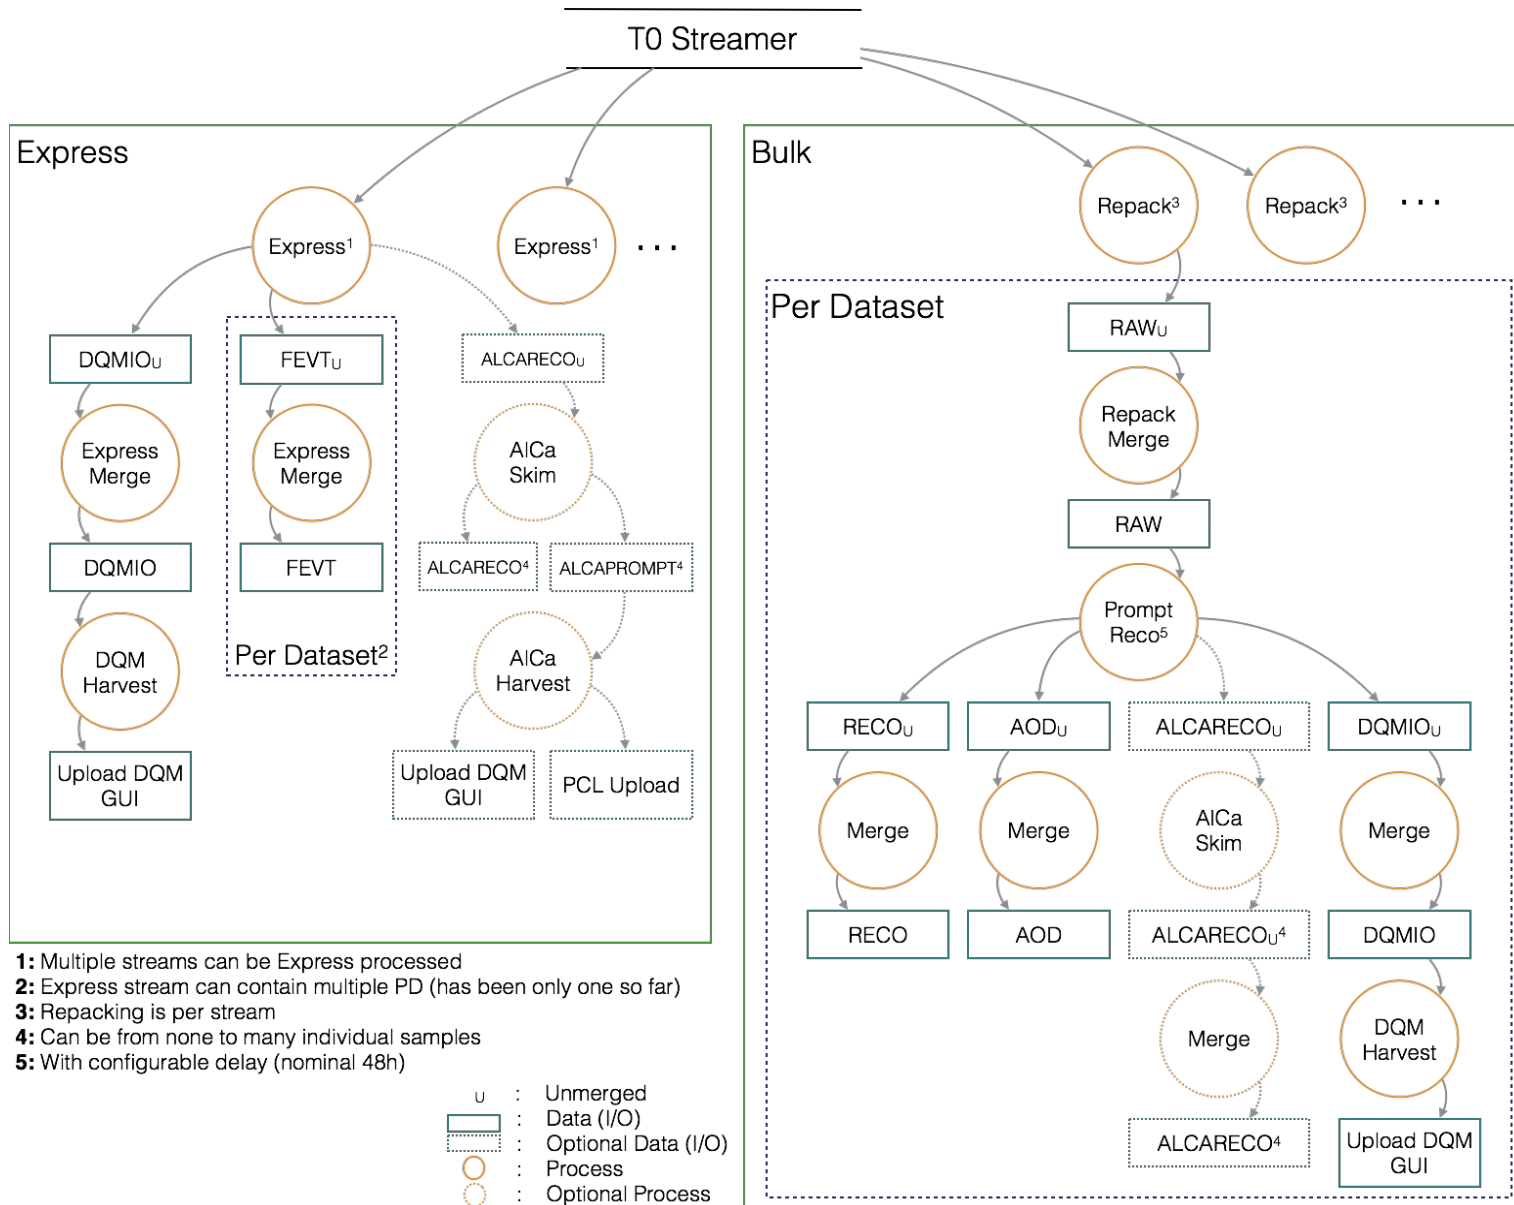 T0 Streamer
Express
Express¹
Express¹
...
DQMIOU
FEVTU
ALCARECOU
Express
Merge
Express
Merge
AlCa
Skim
DQMIO
FEVT
ALCARECO⁴
ALCAPROMPT⁴
DQM
Harvest
Per Dataset²
AlCa
Harvest
Upload DQM
GUI
Upload DQM
GUI
PCL Upload
Bulk
Repack³
Repack³
...
Per Dataset
RAWU
Repack
Merge
RAW
Prompt
Reco⁵
RECOU
AODU
ALCARECOU
DQMIOU
Merge
Merge
AlCa
Skim
Merge
RECO
AOD
ALCARECOU⁴
DQMIO
Merge
DQM
Harvest
ALCARECO⁴
Upload DQM
GUI
1: Multiple streams can be Express processed
2: Express stream can contain multiple PD (has been only one so far)
3: Repacking is per stream
4: Can be from none to many individual samples
5: With configurable delay (nominal 48h)
U : Unmerged
: Data (I/O)
: Optional Data (I/O)
: Process
: Optional Process